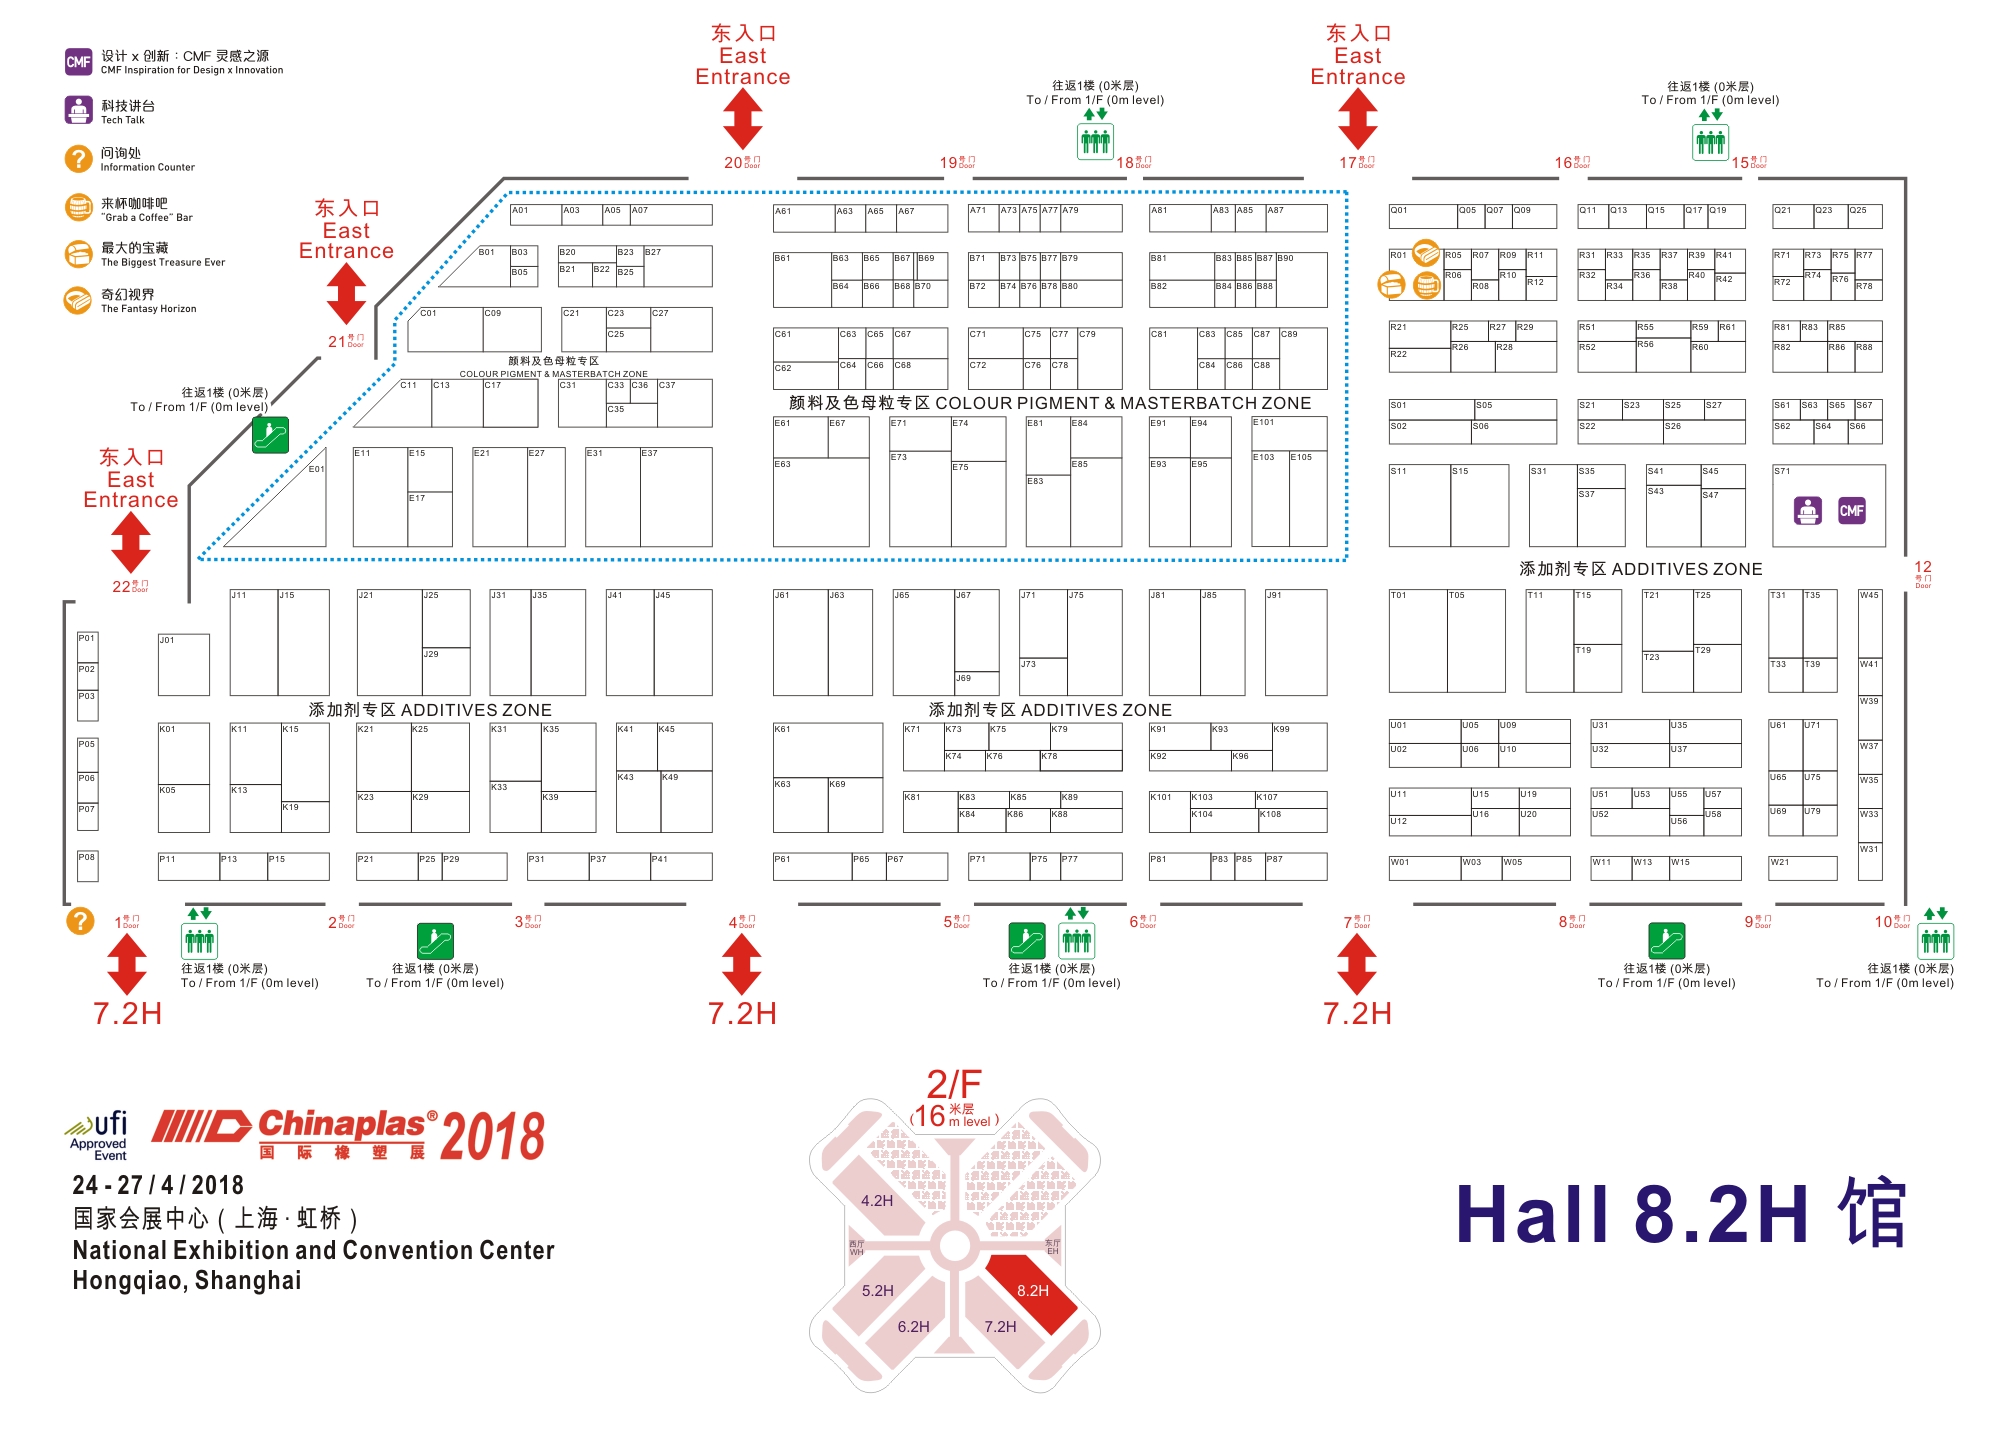 东入口
East
Entrance
东入口
East
Entrance
CMF 设计 x 创新：CMF 灵感之源
CMF Inspiration for Design x Innovation
科技讲台
Tech Talk
? 问询处
Information Counter
来杯咖啡吧
"Grab a Coffee" Bar
最大的宝藏
The Biggest Treasure Ever
奇幻视界
The Fantasy Horizon
往返1楼 (0米层)
To / From 1/F (0m level)
往返1楼 (0米层)
To / From 1/F (0m level)
20号门 Door 19号门 Door 18号门 Door 17号门 Door 16号门 Door 15号门 Door
东入口
East
Entrance
21号门 Door
往返1楼 (0米层)
To / From 1/F (0m level)
东入口
East
Entrance
22号门 Door
A01 A03 A05 A07 A61 A63 A65 A67 A71 A73 A75 A77 A79 A81 A83 A85 A87
Q01 Q05 Q07 Q09 Q11 Q13 Q15 Q17 Q19 Q21 Q23 Q25
B01 B03 B20 B23 B27 B61 B63 B65 B67 B69 B71 B73 B75 B77 B79 B81 B83 B85 B87 B90
R01 R05 R07 R09 R11 R31 R33 R35 R37 R39 R41 R71 R73 R75 R77
B05 B21 B22 B25 B64 B66 B68 B70 B72 B74 B76 B78 B80 B82 B84 B86 B88
R06 R08 R10 R12 R32 R34 R36 R38 R40 R42 R72 R74 R76 R78
C01 C09 C21 C23 C27 C25
C61 C63 C65 C67 C71 C75 C77 C79 C81 C83 C85 C87 C89
R21 R25 R27 R29 R51 R55 R59 R61 R81 R83 R85
R22 R26 R28 R52 R56 R60 R82 R86 R88
颜料及色母粒专区
COLOUR PIGMENT & MASTERBATCH ZONE
C62 C64 C66 C68 C72 C76 C78 C84 C86 C88
C11 C13 C17 C31 C33 C36 C37 C35
颜料及色母粒专区 COLOUR PIGMENT & MASTERBATCH ZONE
S01 S05 S21 S23 S25 S27 S61 S63 S65 S67
S02 S06 S22 S26 S62 S64 S66
E61 E67 E71 E74 E81 E84 E91 E94 E101
E01 E11 E15 E21 E27 E31 E37 E17
E63 E73 E75 E83 E85 E93 E95 E103 E105
S11 S15 S31 S35 S41 S45 S71
S37 S43 S47
CMF
添加剂专区 ADDITIVES ZONE
12
号门
Door
J11 J15 J21 J25 J31 J35 J41 J45 J61 J63 J65 J67 J71 J75 J81 J85 J91
T01 T05 T11 T15 T21 T25 T31 T35 W45
P01 J01 J29 J73 J69
P02
P03
T19 T23 T29 T33 T39 W41
W39
添加剂专区 ADDITIVES ZONE
添加剂专区 ADDITIVES ZONE
K01 K11 K15 K21 K25 K31 K35 K41 K45 K61 K71 K73 K75 K79 K91 K93 K99
U01 U05 U09 U31 U35 U61 U71
P05 K74 K76 K78 K92 K96
U02 U06 U10 U32 U37 W37
P06 K05 K13 K19 K23 K29 K33 K39 K43 K49 K63 K69
U65 U75 W35
K81 K83 K85 K89 K101 K103 K107
U11 U15 U19 U51 U53 U55 U57
P07 K84 K86 K88 K104 K108
U12 U16 U20 U52 U56 U58 U69 U79 W33
P08 P11 P13 P15 P21 P25 P29 P31 P37 P41 P61 P65 P67 P71 P75 P77 P81 P83 P85 P87
W01 W03 W05 W11 W13 W15 W21 W31
? 1号门 Door 2号门 Door 3号门 Door 4号门 Door 5号门 Door 6号门 Door 7号门 Door 8号门 Door 9号门 Door 10号门 Door
往返1楼 (0米层)
To / From 1/F (0m level)
往返1楼 (0米层)
To / From 1/F (0m level)
往返1楼 (0米层)
To / From 1/F (0m level)
往返1楼 (0米层)
To / From 1/F (0m level)
往返1楼 (0米层)
To / From 1/F (0m level)
7.2H 7.2H 7.2H
ufi
Approved
Event
Chinaplas® 2018
国际橡塑展
24 - 27 / 4 / 2018
国家会展中心 ( 上海 · 虹桥 )
National Exhibition and Convention Center
Hongqiao, Shanghai
2/F
(16米层 m level)
4.2H
西厅
WH
东厅
EH
5.2H
8.2H
6.2H
7.2H
Hall 8.2H 馆